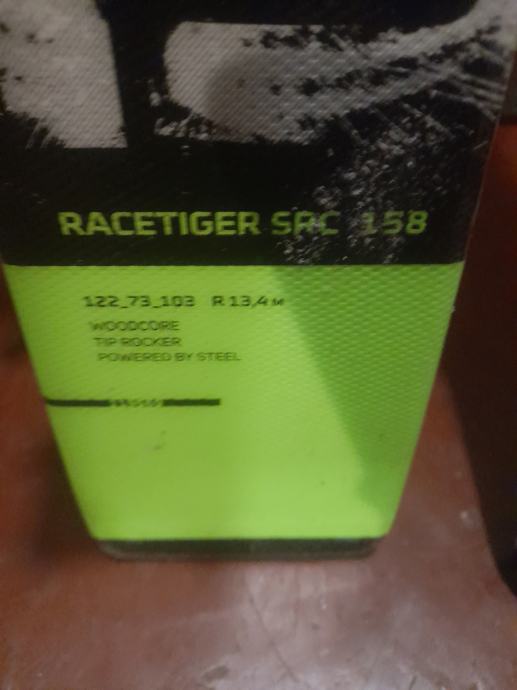 RACETIGER SRC 158
122_73_103 R 13,4 M
WOODCORE
TIP ROCKER
POWERED BY STEEL